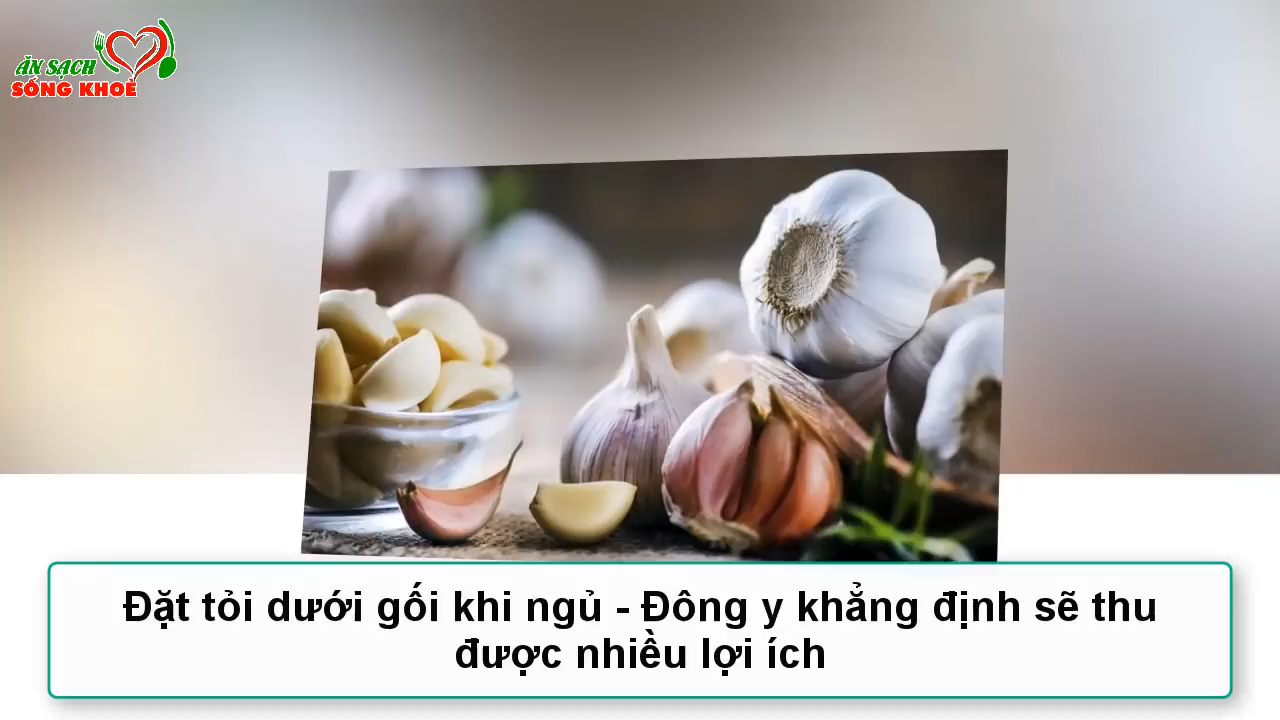 ĂN SẠCH
SỐNG KHOẺ
Đặt tỏi dưới gối khi ngủ - Đông y khẳng định sẽ thu
được nhiều lợi ích